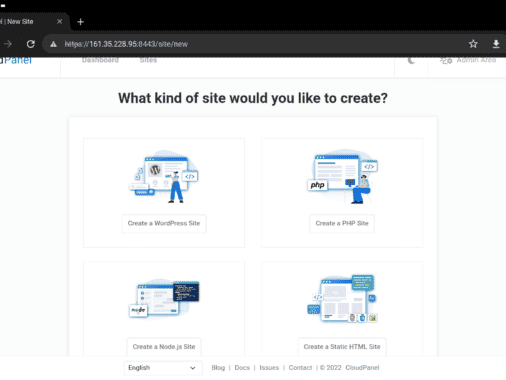 | New Site
https://161.35.228.95:8443/site/new
dPanel
Dashboard Sites Admin Area
What kind of site would you like to create?
</>
Create a WordPress Site
php
</>
Create a PHP Site
Create a Node.js Site
</>
Create a Static HTML Site
English
Blog | Docs | Issues | Contact | © 2022 CloudPanel